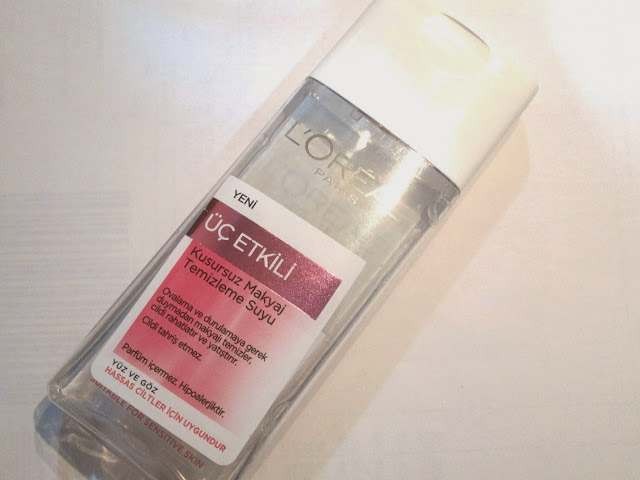 L'ORÉAL
PARIS
YENİ
ÜÇ ETKİLİ
Kusursuz Makyaj
Temizleme Suyu
Ovalama ve durulamaya gerek
duymadan makyajı temizler,
cildi rahatlatır ve yatıştırır.
Cildi tahriş etmez.
Parfüm içermez. Hipoalerjiktir.
YÜZ VE GÖZ
HASSAS CİLTLER İÇİN UYGUNDUR
SUITABLE FOR SENSITIVE SKIN